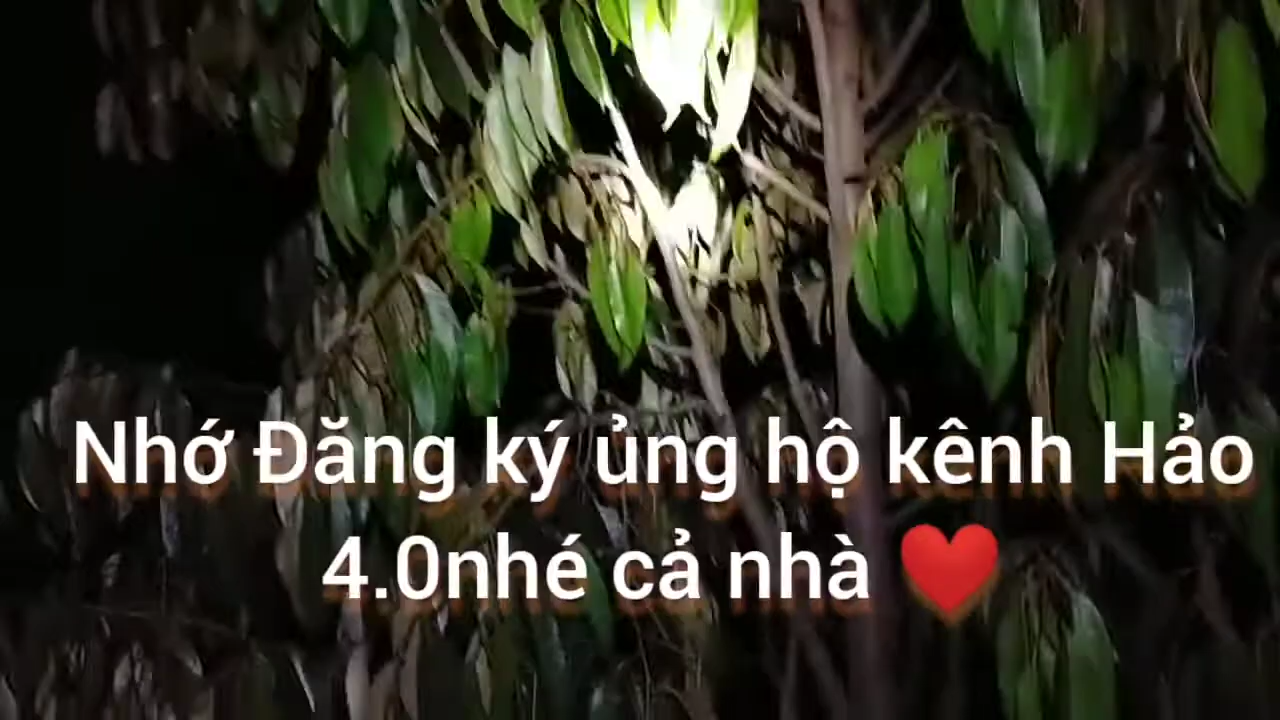 Nhớ Đăng ký ủng hộ kênh Hảo
4.0nhé cả nhà ❤️